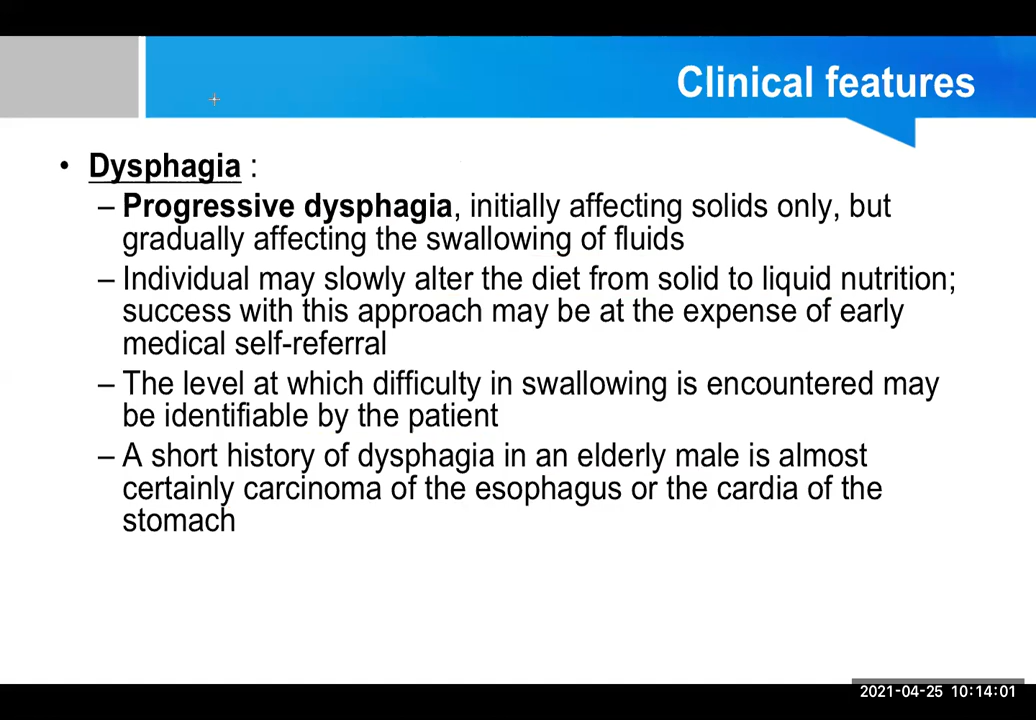 Clinical features
• Dysphagia :
– Progressive dysphagia, initially affecting solids only, but
gradually affecting the swallowing of fluids
– Individual may slowly alter the diet from solid to liquid nutrition;
success with this approach may be at the expense of early
medical self-referral
– The level at which difficulty in swallowing is encountered may
be identifiable by the patient
– A short history of dysphagia in an elderly male is almost
certainly carcinoma of the esophagus or the cardia of the
stomach
2021-04-25 10:14:01